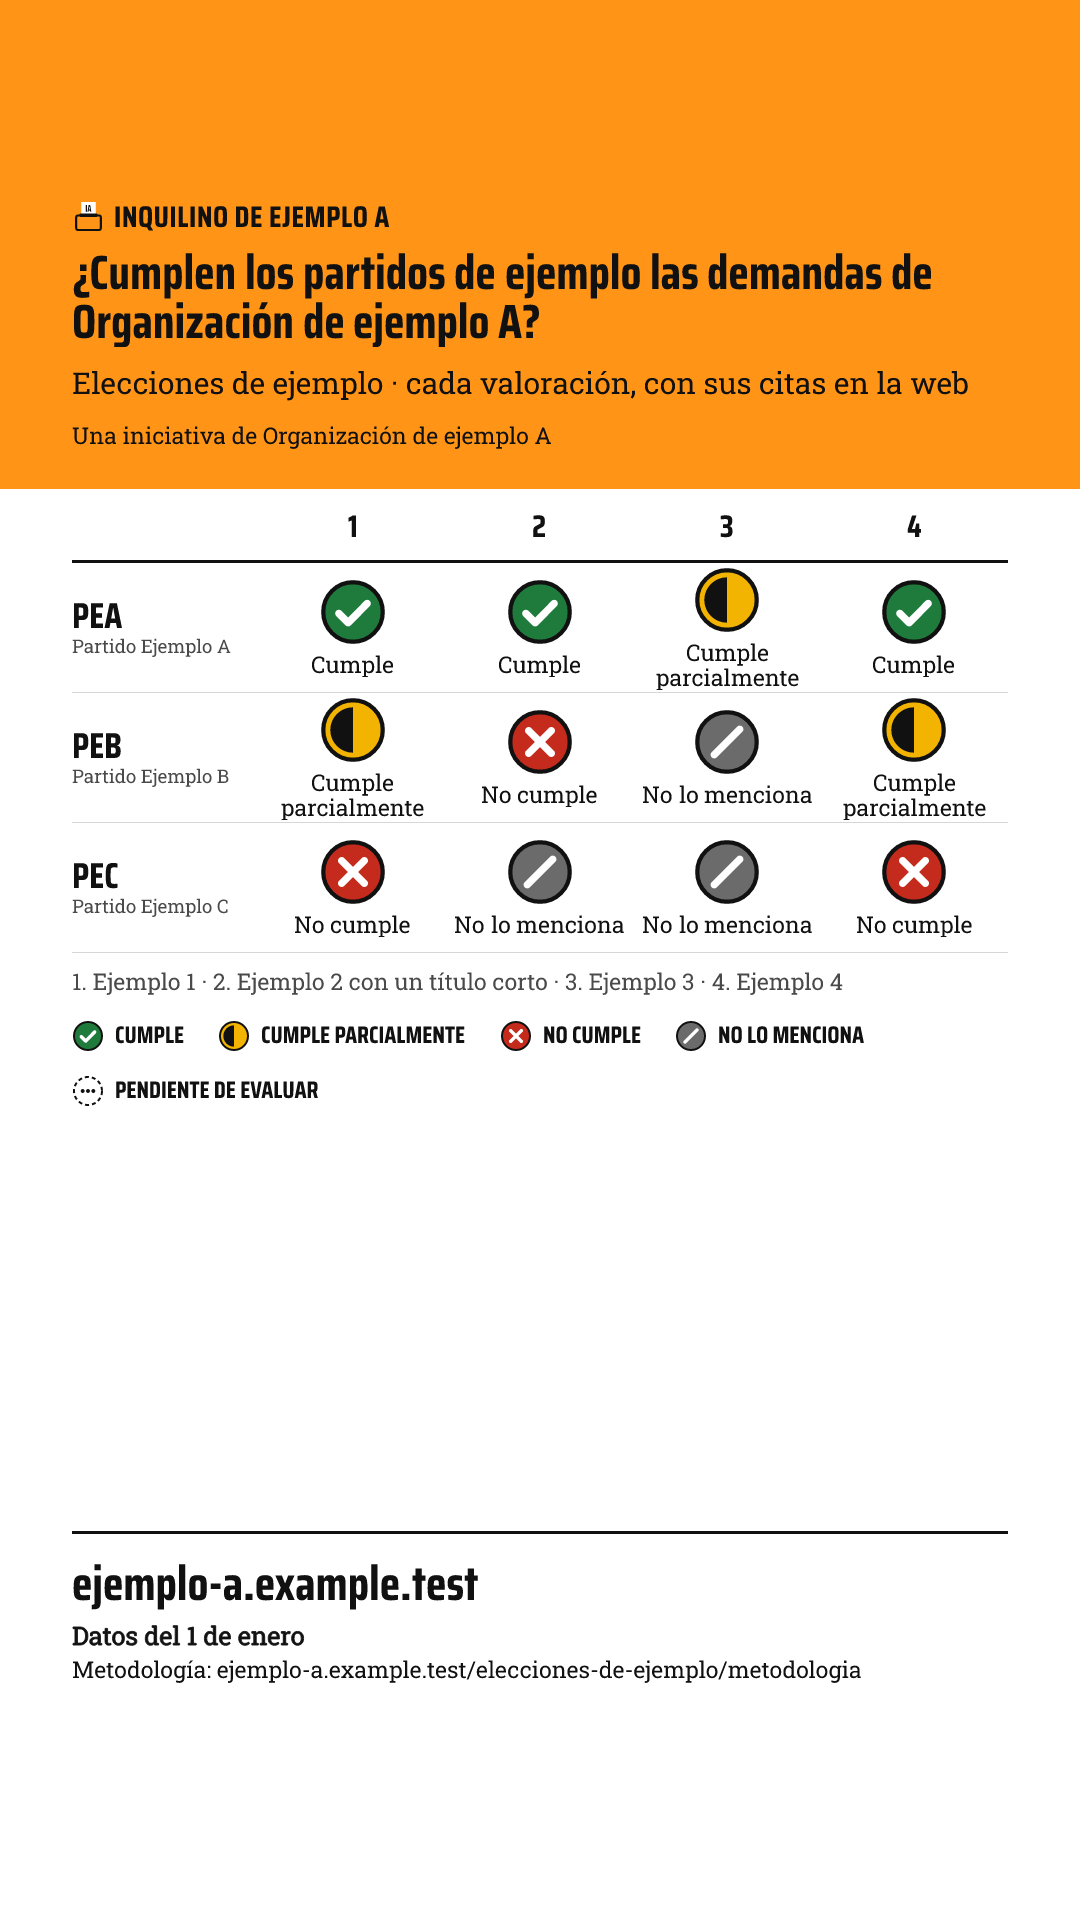 IA
INQUILINO DE EJEMPLO A
¿Cumplen los partidos de ejemplo las demandas de
Organización de ejemplo A?
Elecciones de ejemplo · cada valoración, con sus citas en la web
Una iniciativa de Organización de ejemplo A
1 2 3 4
PEA
Partido Ejemplo A
Cumple Cumple Cumple parcialmente Cumple
PEB
Partido Ejemplo B
Cumple parcialmente No cumple No lo menciona Cumple parcialmente
PEC
Partido Ejemplo C
No cumple No lo menciona No lo menciona No cumple
1. Ejemplo 1 · 2. Ejemplo 2 con un título corto · 3. Ejemplo 3 · 4. Ejemplo 4
CUMPLE CUMPLE PARCIALMENTE NO CUMPLE NO LO MENCIONA
PENDIENTE DE EVALUAR
ejemplo-a.example.test
Datos del 1 de enero
Metodología: ejemplo-a.example.test/elecciones-de-ejemplo/metodologia